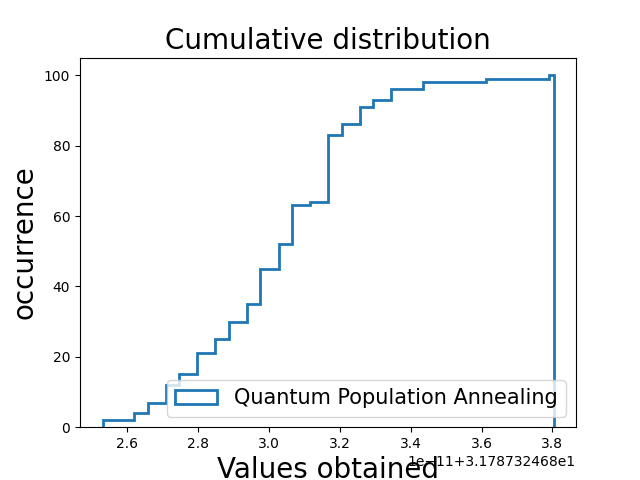 Cumulative distribution
occurrence
100
80
60
40
20
0
Quantum Population Annealing
2.6 2.8 3.0 3.2 3.4 3.6 3.8
1e−11+3.178732468e1
Values obtained